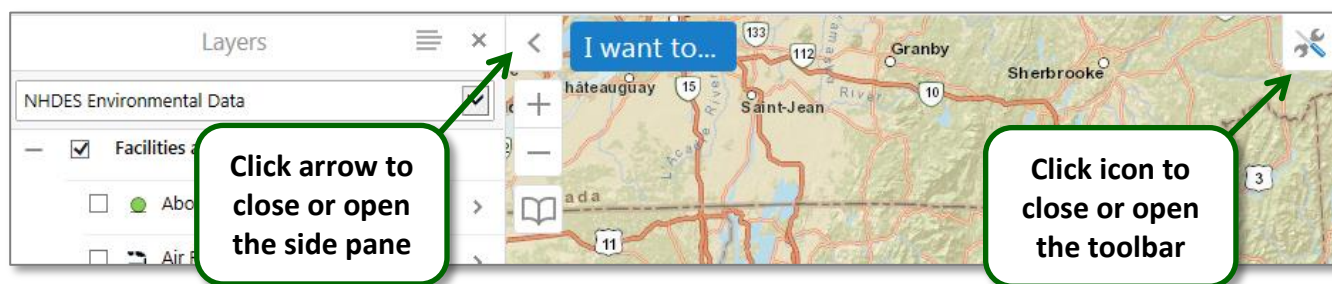 Layers
NHDES Environmental Data
Facilities
Abo
Air
Click arrow to
close or open
the side pane
I want to...
133
112
Granby
Sherbrooke
hâteauguay
15
Saint-Jean
River
10
L'Acadie River
ada
11
3
Click icon to
close or open
the toolbar